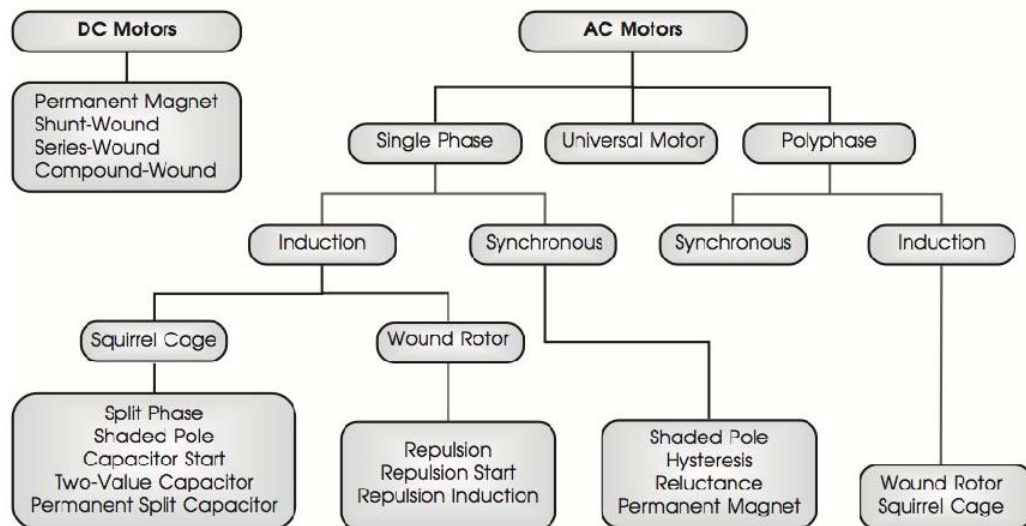 DC Motors
Permanent Magnet
Shunt-Wound
Series-Wound
Compound-Wound
AC Motors
Single Phase
Universal Motor
Polyphase
Induction
Synchronous
Synchronous
Induction
Squirrel Cage
Wound Rotor
Split Phase
Shaded Pole
Capacitor Start
Two-Value Capacitor
Permanent Split Capacitor
Repulsion
Repulsion Start
Repulsion Induction
Shaded Pole
Hysteresis
Reluctance
Permanent Magnet
Wound Rotor
Squirrel Cage